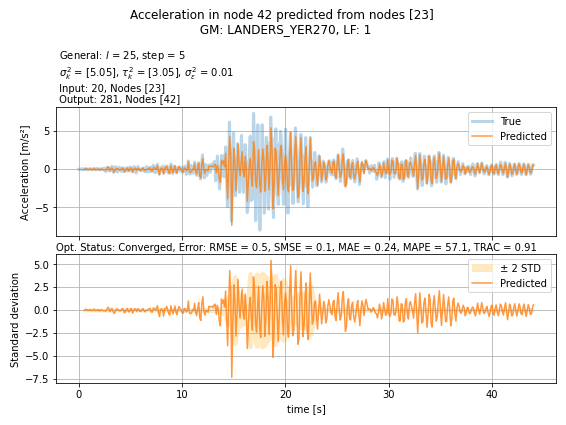 Acceleration in node 42 predicted from nodes [23]
GM: LANDERS_YER270, LF: 1
General: l = 25, step = 5
σ²ₖ = [5.05], τ²ₖ = [3.05], σ²ε = 0.01
Input: 20, Nodes [23]
Output: 281, Nodes [42]
Acceleration [m/s²]
5
0
−5
True
Predicted
Opt. Status: Converged, Error: RMSE = 0.5, SMSE = 0.1, MAE = 0.24, MAPE = 57.1, TRAC = 0.91
Standard deviation
5.0
2.5
0.0
−2.5
−5.0
−7.5
± 2 STD
Predicted
0
10
20
30
40
time [s]